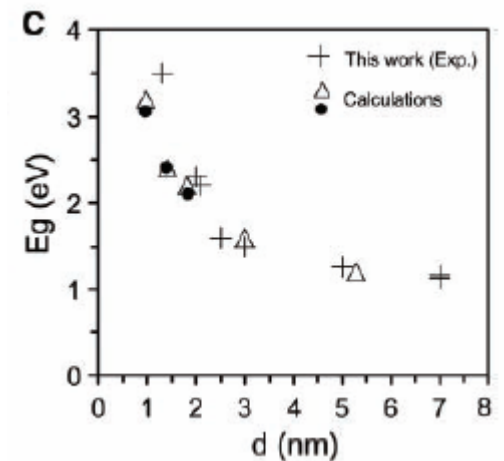 C
4
3
2
1
0
Eg (eV)
This work (Exp.)
Calculations
0 1 2 3 4 5 6 7 8
d (nm)